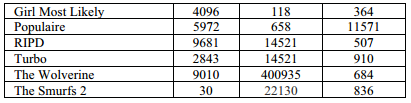 Girl Most Likely 4096 118 364
Populaire 5972 658 11571
RIPD 9681 14521 507
Turbo 2843 14521 910
The Wolverine 9010 400935 684
The Smurfs 2 30 22130 836